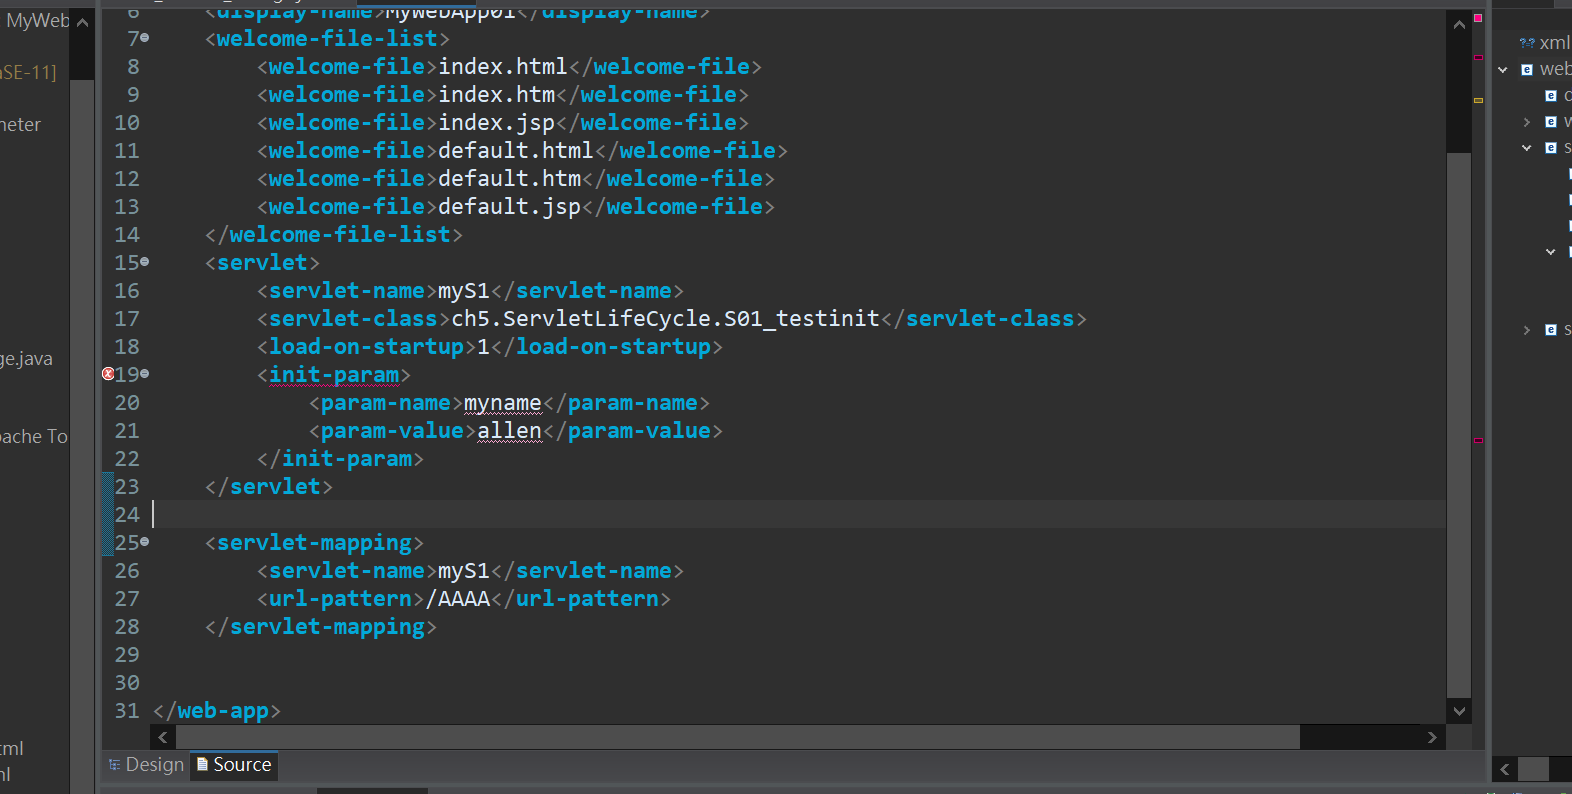 MyWeb
aSE-11]
meter
ge.java
pache To
tml
ml
6 <display-name>MyWebApp01</display-name>
7 <welcome-file-list>
8 <welcome-file>index.html</welcome-file>
9 <welcome-file>index.htm</welcome-file>
10 <welcome-file>index.jsp</welcome-file>
11 <welcome-file>default.html</welcome-file>
12 <welcome-file>default.htm</welcome-file>
13 <welcome-file>default.jsp</welcome-file>
14 </welcome-file-list>
15 <servlet>
16 <servlet-name>myS1</servlet-name>
17 <servlet-class>ch5.ServletLifeCycle.S01_testinit</servlet-class>
18 <load-on-startup>1</load-on-startup>
19 <init-param>
20 <param-name>myname</param-name>
21 <param-value>allen</param-value>
22 </init-param>
23 </servlet>
24
25 <servlet-mapping>
26 <servlet-name>myS1</servlet-name>
27 <url-pattern>/AAAA</url-pattern>
28 </servlet-mapping>
29
30
31 </web-app>
Design Source
?-? xml
e web
e
e w
e s
e s